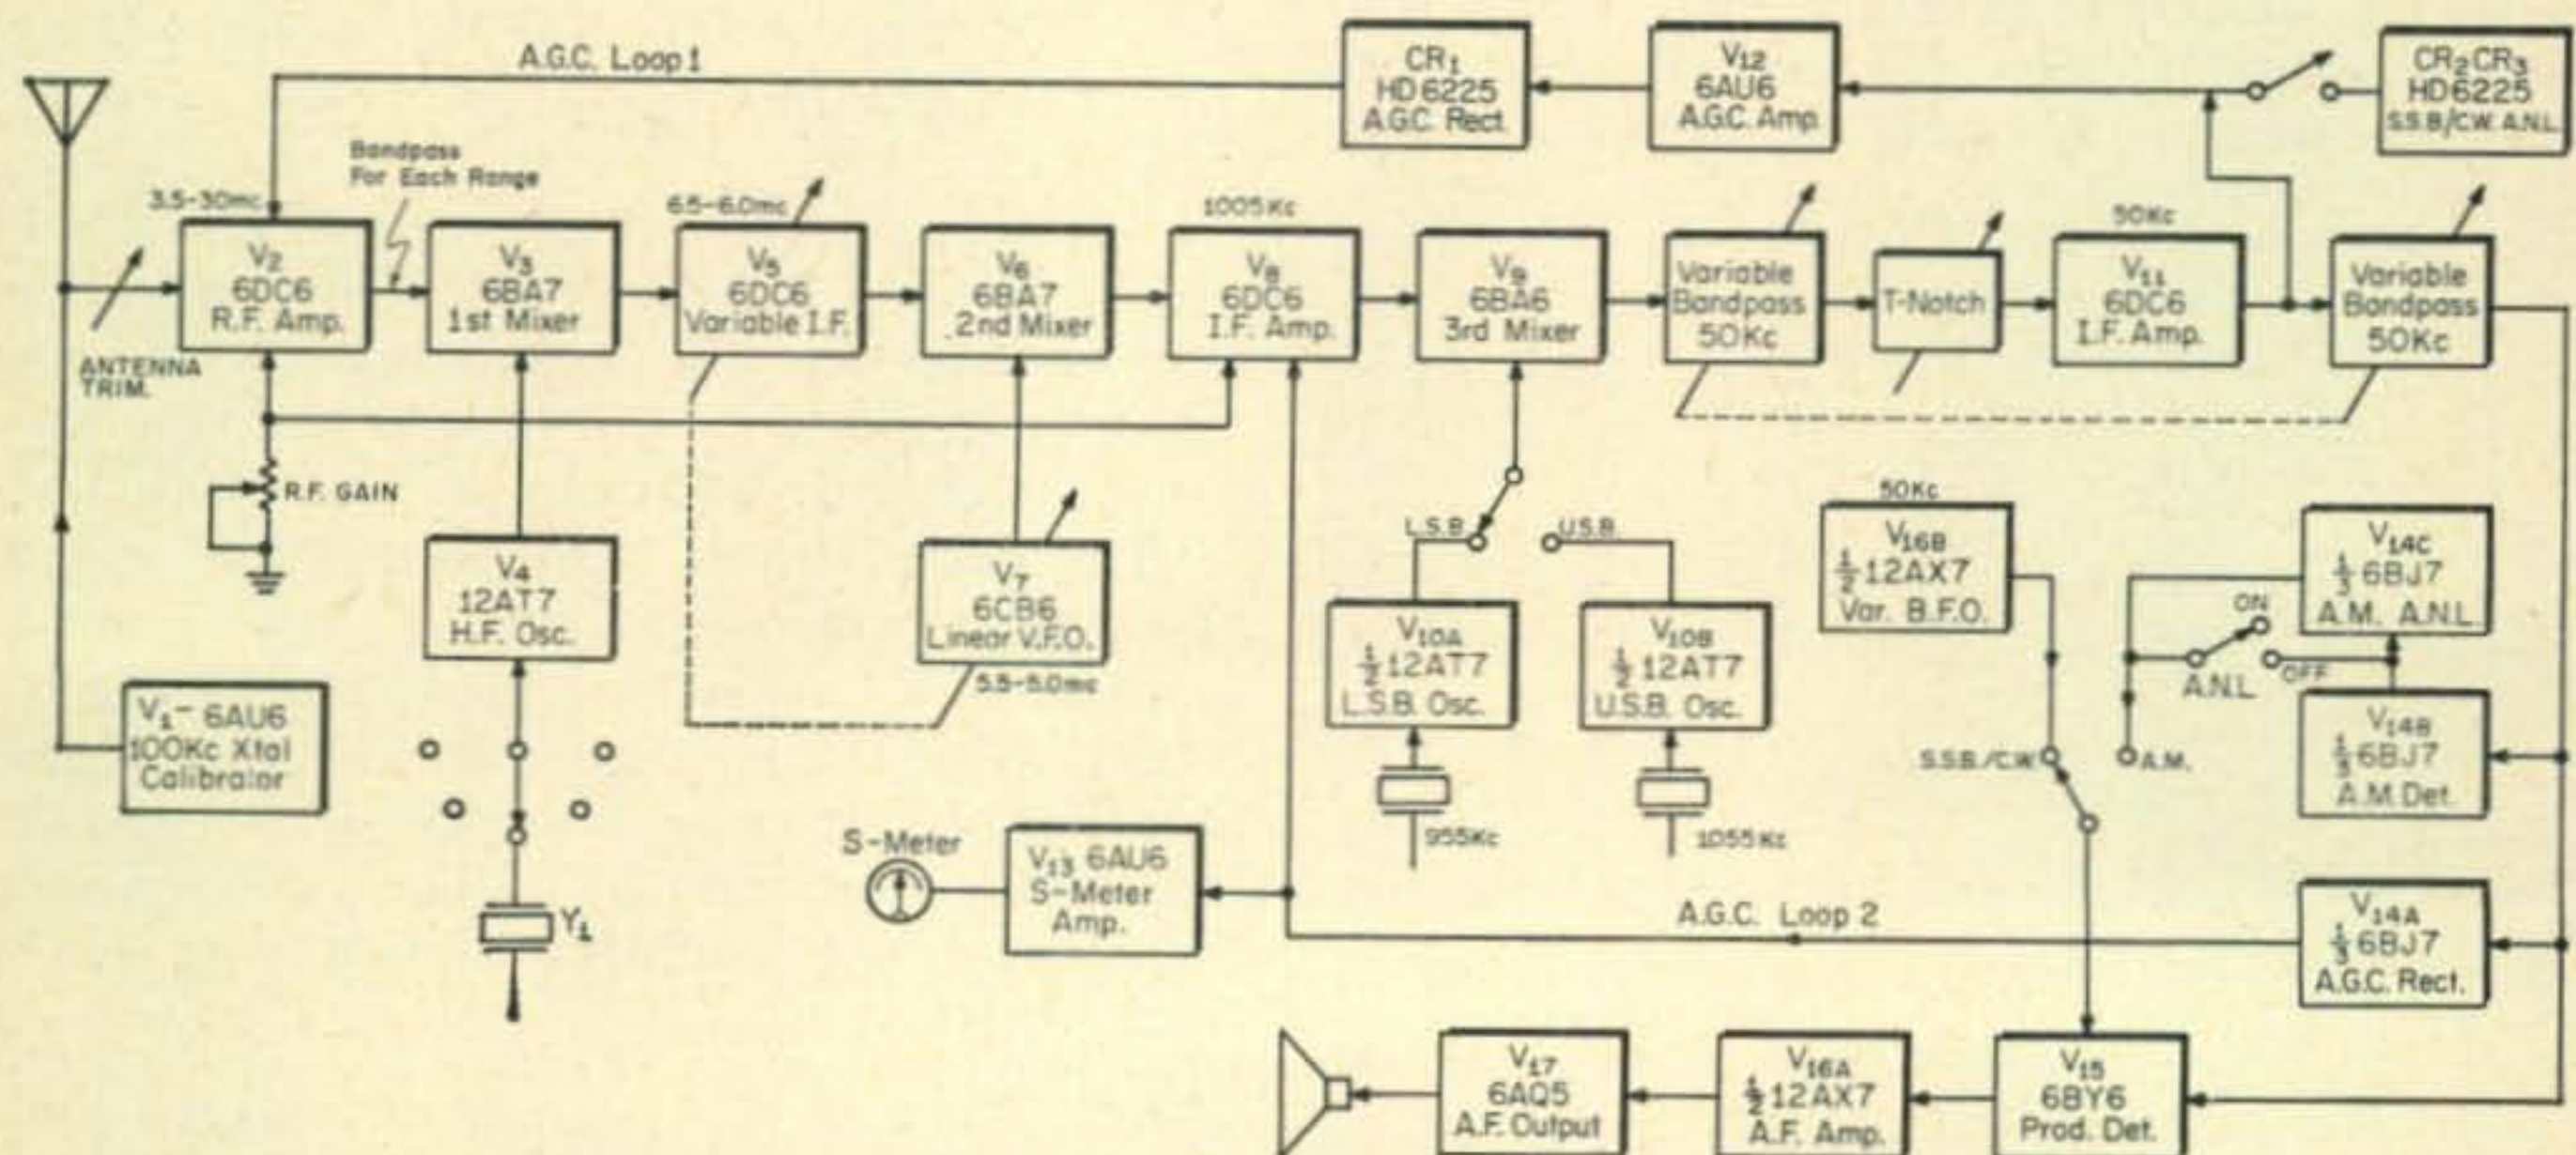 A.G.C. Loop 1
CR1
HD6225
A.G.C. Rect.
V12
6AU6
A.G.C. Amp.
CR2 CR3
HD6225
S.S.B./C.W. A.N.L.
Bandpass
For Each Range
3.5-30mc
V2
6DC6
R.F. Amp.
V3
6BA7
1st Mixer
6.5-6.0mc
V5
6DC6
Variable I.F.
V6
6BA7
2nd Mixer
1005Kc
V8
6DC6
I.F. Amp.
V9
6BA6
3rd Mixer
Variable
Bandpass
50Kc
T-Notch
50Kc
V11
6DC6
I.F. Amp.
Variable
Bandpass
50Kc
ANTENNA
TRIM.
R.F. GAIN
V4
12AT7
H.F. Osc.
V7
6CB6
Linear V.F.O.
5.5-5.0mc
L.S.B.
U.S.B.
V10A
½ 12AT7
L.S.B. Osc.
V10B
½ 12AT7
U.S.B. Osc.
955Kc
1055Kc
50Kc
V16B
½ 12AX7
Var. B.F.O.
V14C
⅓ 6BJ7
A.M. A.N.L.
ON
OFF
A.N.L.
V14B
⅓ 6BJ7
A.M. Det.
S.S.B./C.W.
A.M.
V1- 6AU6
100Kc Xtal
Calibrator
Y1
S-Meter
V13 6AU6
S-Meter
Amp.
A.G.C. Loop 2
V14A
⅓ 6BJ7
A.G.C. Rect.
V17
6AQ5
A.F. Output
V16A
½ 12AX7
A.F. Amp.
V15
6BY6
Prod. Det.